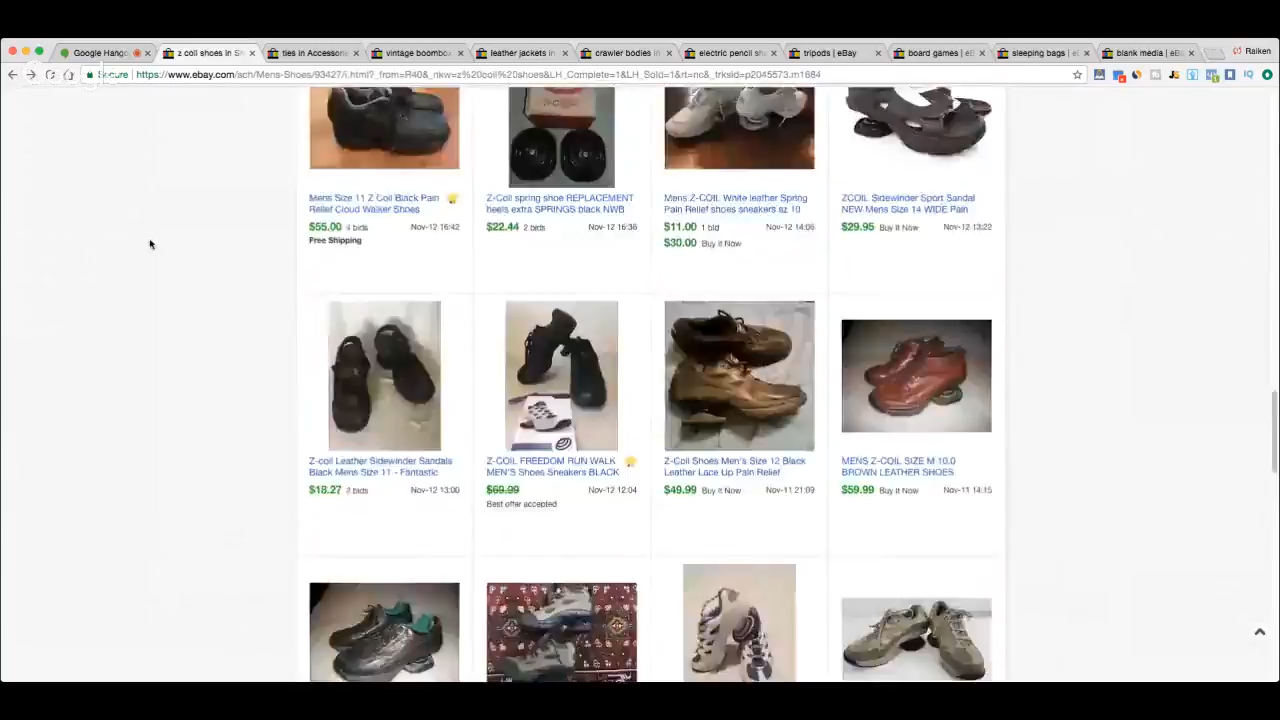 Google Hango
z coil shoes in S
ties in Accessorie
vintage boombo
leather jackets in
crawler bodies in
electric pencil sha
tripods | eBay
board games | eB
sleeping bags | e
blank media | eBa
Raiken
Secure
https://www.ebay.com/sch/Mens-Shoes/93427/i.html?_from=R40&_nkw=z%20coil%20shoes&LH_Complete=1&LH_Sold=1&rt=nc&_trksid=p2045573.m1684
Mens Size 11 Z Coil Black Pain
Relief Cloud Walker Shoes
$55.00 4 bids Nov-12 16:42
Free Shipping
Z-Coil spring shoe REPLACEMENT
heels extra SPRINGS black NWB
$22.44 2 bids Nov-12 16:36
Mens Z-COIL White leather Spring
Pain Relief shoes sneakers sz 10
$11.00 1 bid Nov-12 14:06
$30.00 Buy It Now
ZCOIL Sidewinder Sport Sandal
NEW Mens Size 14 WIDE Pain
$29.95 Buy It Now Nov-12 13:22
Z-coil Leather Sidewinder Sandals
Black Mens Size 11 - Fantastic
$18.27 bids Nov-12 13:00
Z-COIL FREEDOM RUN WALK
MEN'S Shoes Sneakers BLACK
$69.99 Nov-12 12:04
Best offer accepted
Z-Coil Shoes Men's Size 12 Black
Leather Lace Up Pain Relief
$49.99 Buy It Now Nov-11 21:09
MENS Z-COIL SIZE M 10.0
BROWN LEATHER SHOES
$59.99 Buy It Now Nov-11 14:15